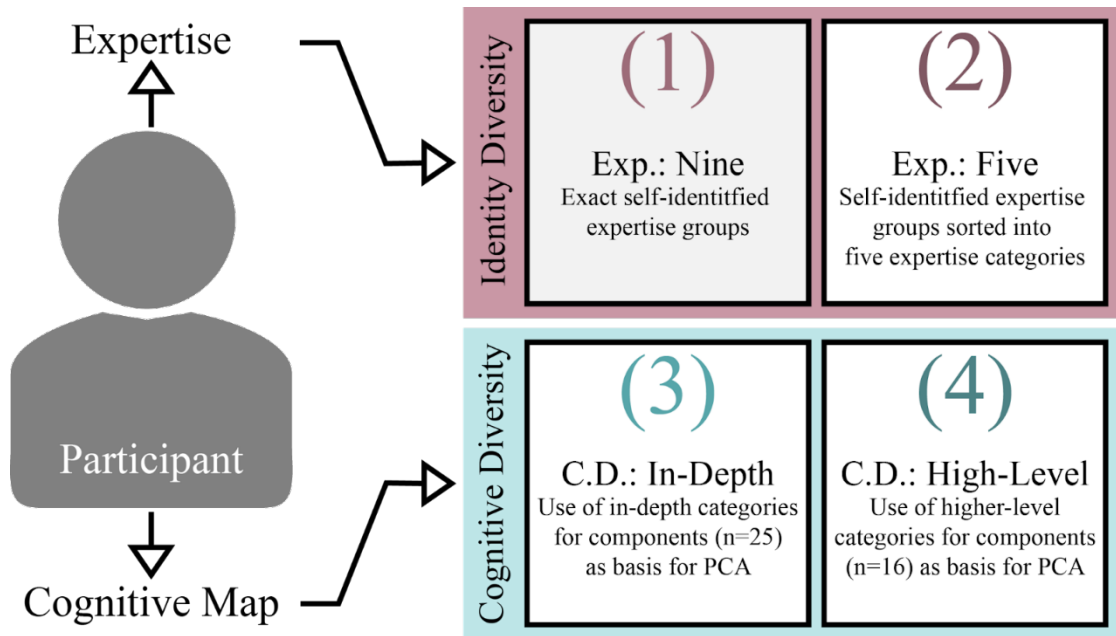 Expertise
Participant
Cognitive Map
Identity Diversity
(1)
Exp.: Nine
Exact self-identitfied
expertise groups
(2)
Exp.: Five
Self-identitfied expertise
groups sorted into
five expertise categories
Cognitive Diversity
(3)
C.D.: In-Depth
Use of in-depth categories
for components (n=25)
as basis for PCA
(4)
C.D.: High-Level
Use of higher-level
categories for components
(n=16) as basis for PCA